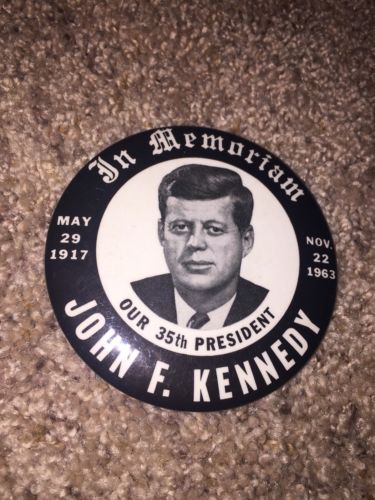 In Memoriam
MAY
29
1917
NOV.
22
1963
OUR 35th PRESIDENT
JOHN F. KENNEDY